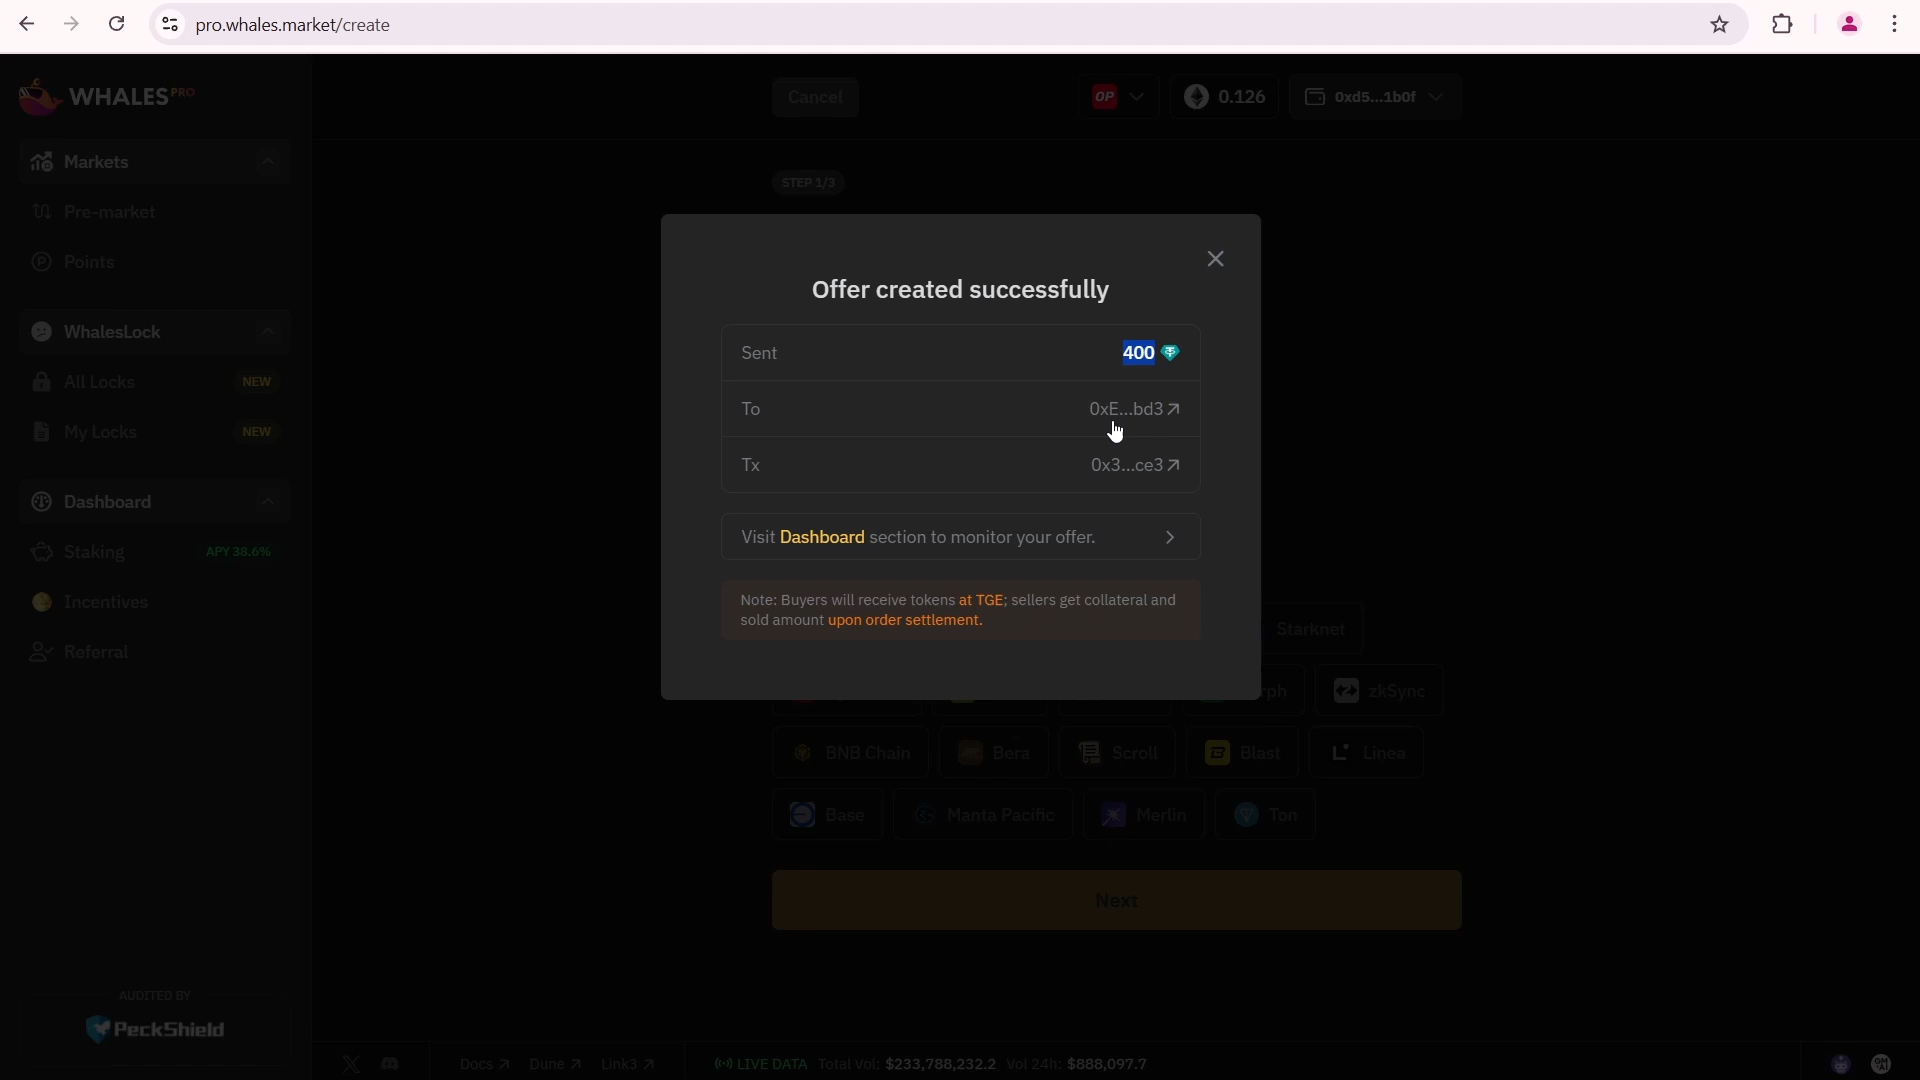 pro.whales.market/create
WHALES PRO
Cancel
OP
0.126
0xd5...1b0f
Markets
Pre-market
Points
WhalesLock
All Locks NEW
My Locks NEW
Dashboard
Staking APY 38.6%
Incentives
Referral
AUDITED BY
PeckShield
STEP 1/3
Offer created successfully
Sent 400
To 0xE...bd3
Tx 0x3...ce3
Visit Dashboard section to monitor your offer.
Note: Buyers will receive tokens at TGE; sellers get collateral and
sold amount upon order settlement.
Starknet
zkSync
BNB Chain Bera Scroll Blast Linea
Base Manta Pacific Merlin Ton
Next
Docs Dune Link3 LIVE DATA Total Vol: $233,788,232.2 Vol 24h: $888,097.7